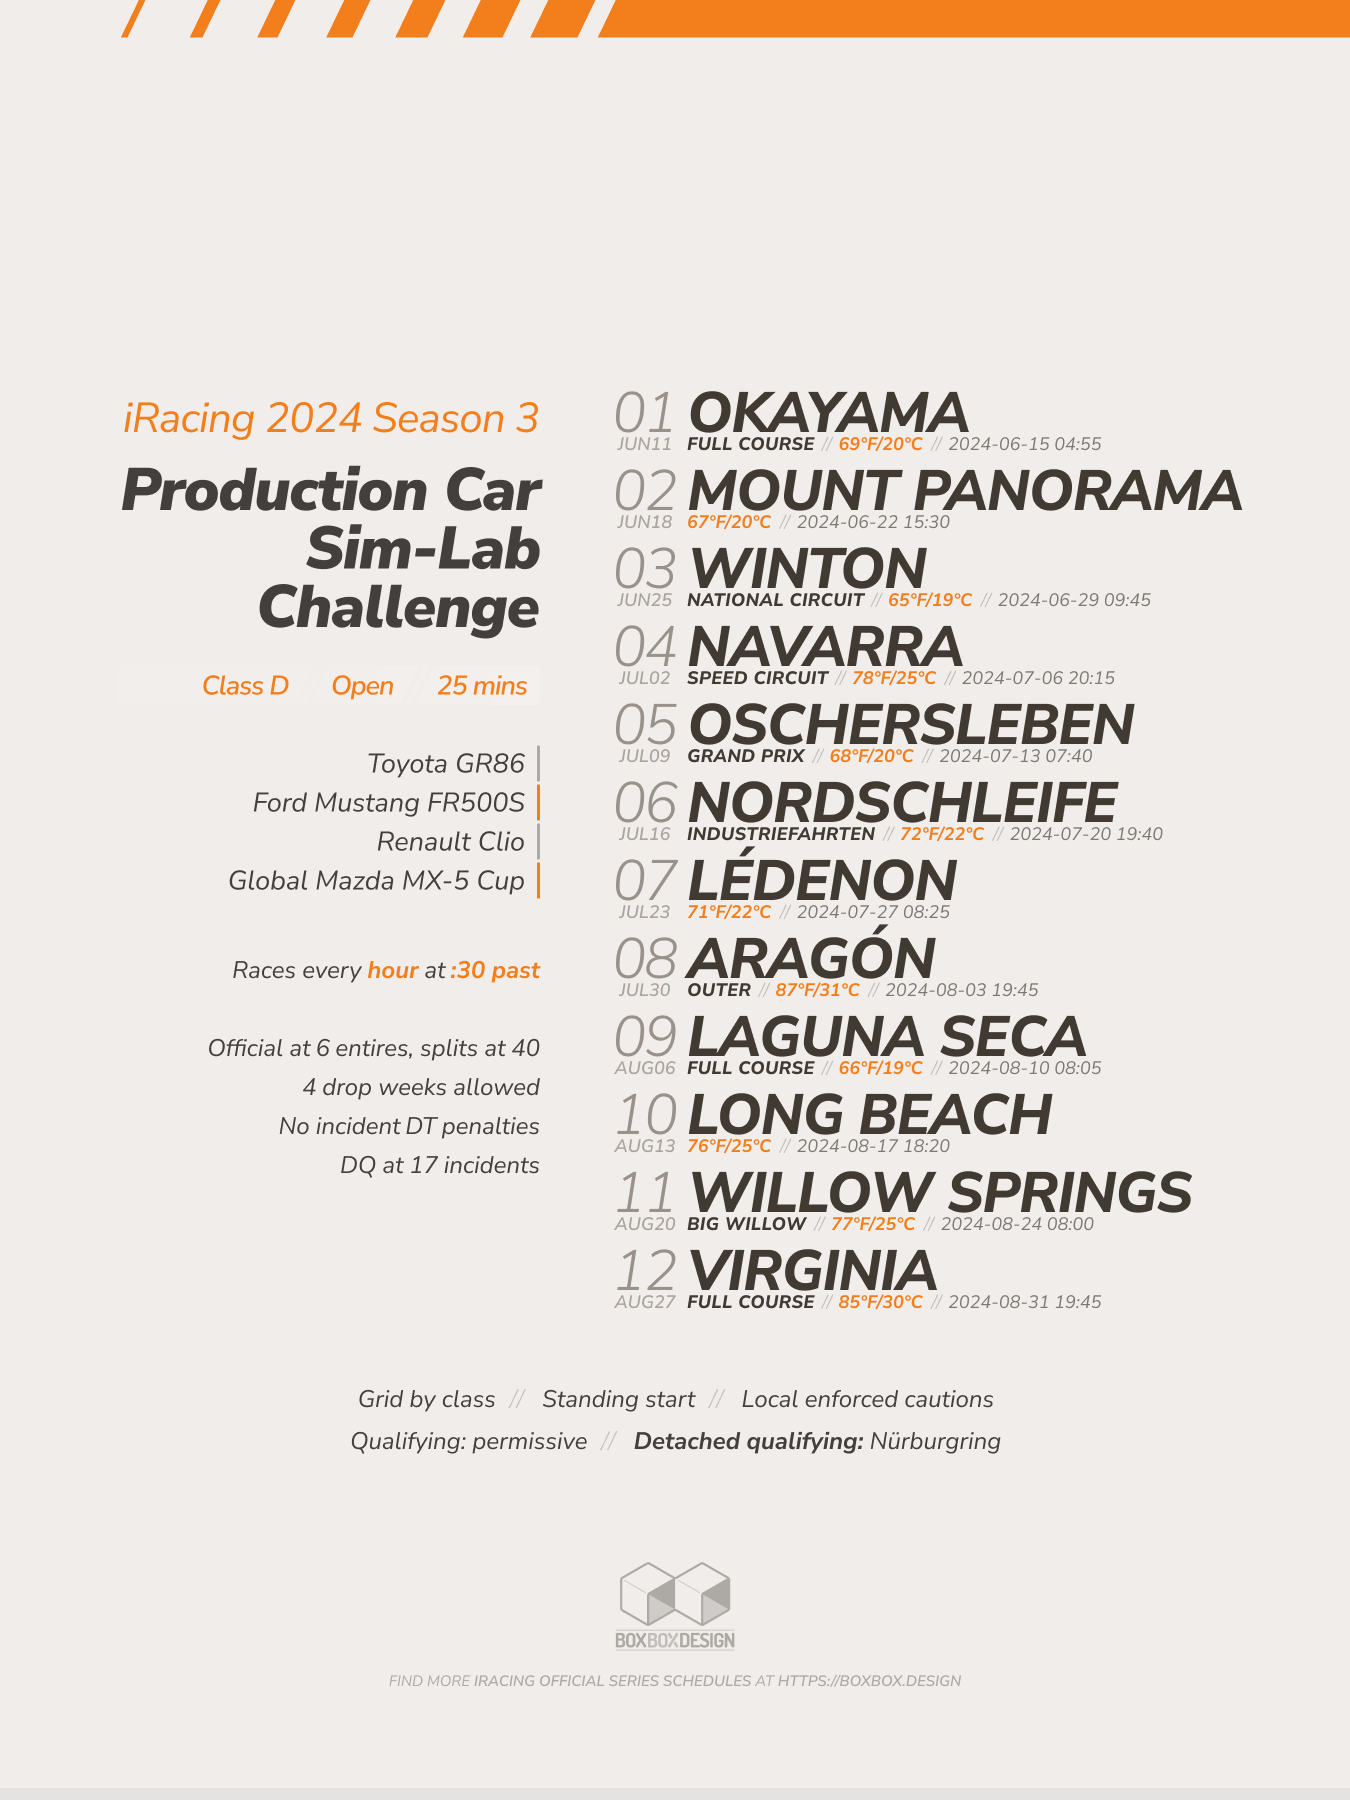 iRacing 2024 Season 3
Production Car
Sim-Lab
Challenge
Class D Open 25 mins
Toyota GR86
Ford Mustang FR500S
Renault Clio
Global Mazda MX-5 Cup
Races every hour at :30 past
Official at 6 entires, splits at 40
4 drop weeks allowed
No incident DT penalties
DQ at 17 incidents
01 OKAYAMA
JUN11 FULL COURSE // 69°F/20°C // 2024-06-15 04:55
02 MOUNT PANORAMA
JUN18 67°F/20°C // 2024-06-22 15:30
03 WINTON
JUN25 NATIONAL CIRCUIT // 65°F/19°C // 2024-06-29 09:45
04 NAVARRA
JUL02 SPEED CIRCUIT // 78°F/25°C // 2024-07-06 20:15
05 OSCHERSLEBEN
JUL09 GRAND PRIX // 68°F/20°C // 2024-07-13 07:40
06 NORDSCHLEIFE
JUL16 INDUSTRIEFAHRTEN // 72°F/22°C // 2024-07-20 19:40
07 LÉDENON
JUL23 71°F/22°C // 2024-07-27 08:25
08 ARAGÓN
JUL30 OUTER // 87°F/31°C // 2024-08-03 19:45
09 LAGUNA SECA
AUG06 FULL COURSE // 66°F/19°C // 2024-08-10 08:05
10 LONG BEACH
AUG13 76°F/25°C // 2024-08-17 18:20
11 WILLOW SPRINGS
AUG20 BIG WILLOW // 77°F/25°C // 2024-08-24 08:00
12 VIRGINIA
AUG27 FULL COURSE // 85°F/30°C // 2024-08-31 19:45
Grid by class // Standing start // Local enforced cautions
Qualifying: permissive // Detached qualifying: Nürburgring
BOXBOXDESIGN
FIND MORE IRACING OFFICIAL SERIES SCHEDULES AT HTTPS://BOXBOX.DESIGN